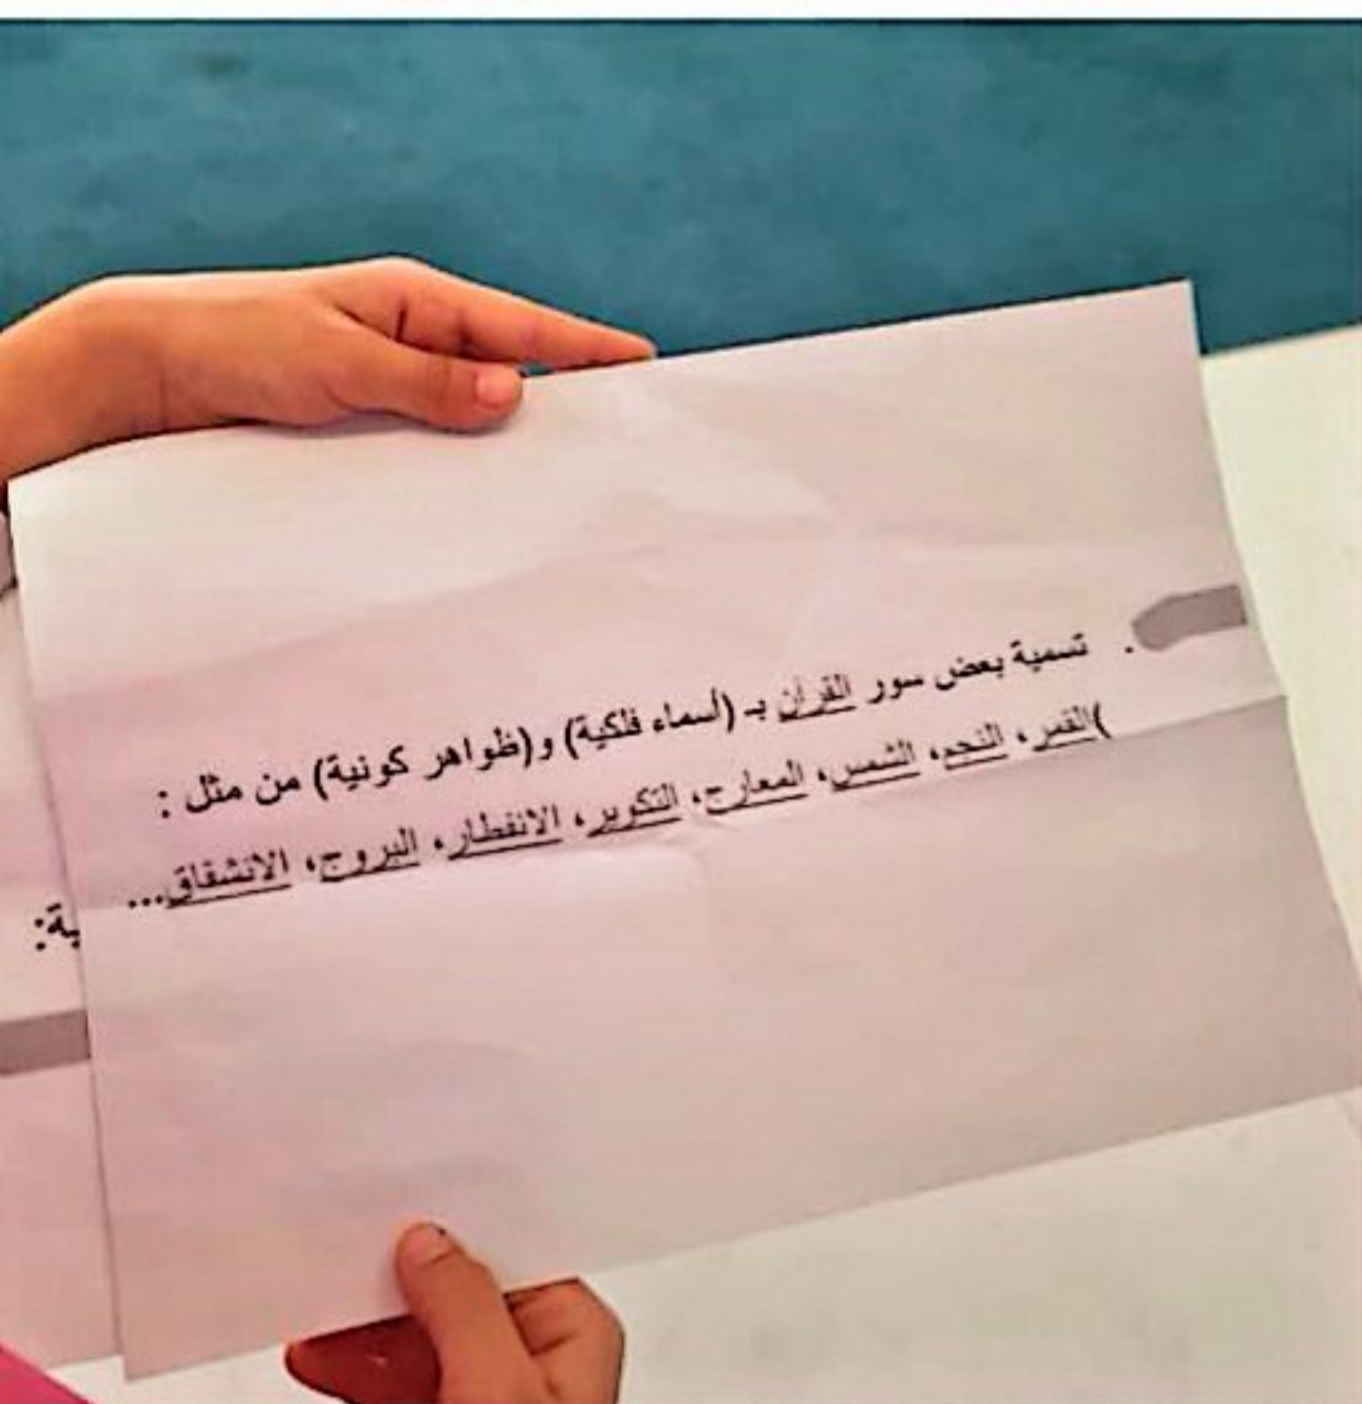 . تسمية بعض سور القرآن بـ (أسماء فلكية) و(ظواهر كونية) من مثل :
)القمر، النجم، الشمس، المعارج، التكوير، الانفطار، البروج، الانشقاق...
ية: